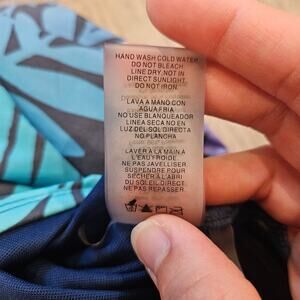 HAND WASH COLD WATER
DO NOT BLEACH
LINE DRY, NOT IN
DIRECT SUNLIGHT
DO NOT IRON.
LAVA A MANO CON
AGUA FRIA
NO USE BLANQUEADOR
LINEA SECA NO EN
LUZ DEL SOL DIRECTA
NO PLANCHA
LAVER A LA MAIN A
L'EAU FROIDE.
NE PAS JAVELLISER.
SUSPENDRE POUR
SÉCHER À L'ABRI
DU SOLEIL DIRECT.
NE PAS REPASSER.